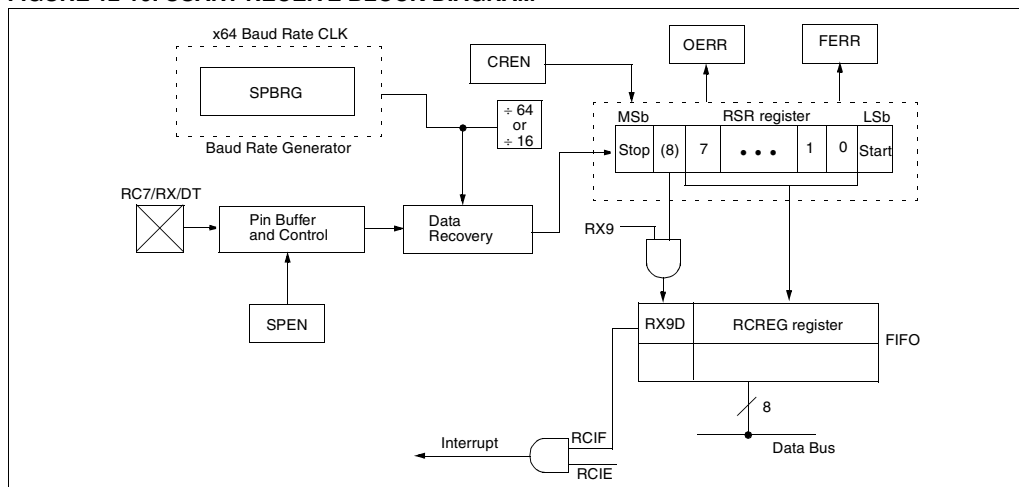 x64 Baud Rate CLK
SPBRG
Baud Rate Generator
CREN
OERR
FERR
÷ 64
or
÷ 16
MSb
RSR register
LSb
Stop
(8)
7
• • •
1
0
Start
RC7/RX/DT
Pin Buffer
and Control
Data
Recovery
SPEN
RX9
RX9D
RCREG register
FIFO
8
Data Bus
Interrupt
RCIF
RCIE